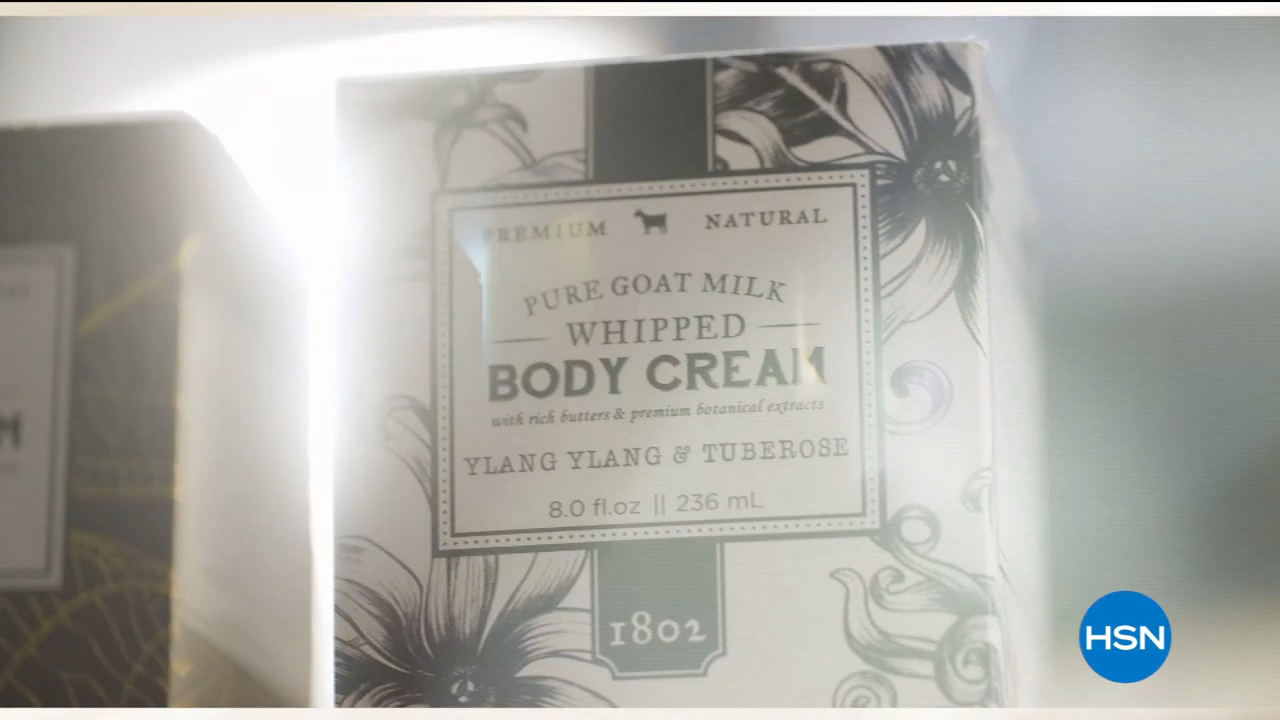 PREMIUM NATURAL
PURE GOAT MILK
WHIPPED
BODY CREAM
with rich butters & premium botanical extracts
YLANG YLANG & TUBEROSE
8.0 fl.oz || 236 mL
1802
HSN